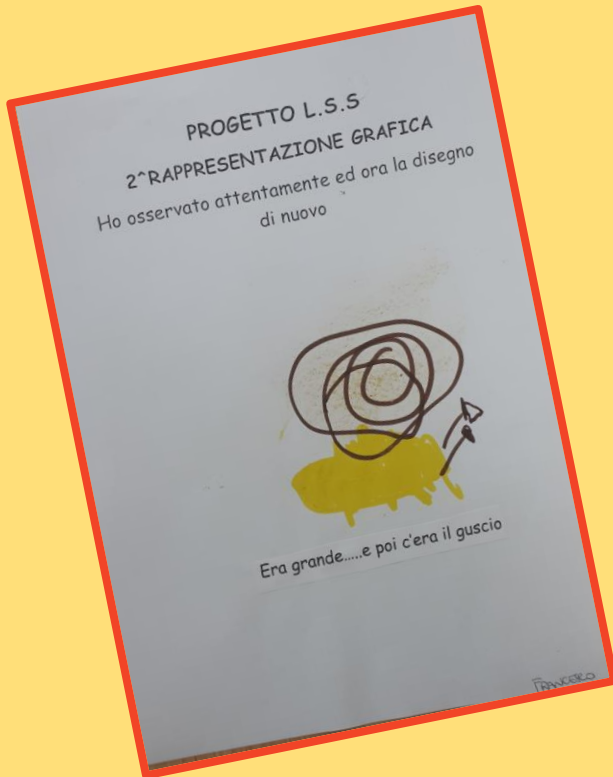 PROGETTO L.S.S
2^RAPPRESENTAZIONE GRAFICA
Ho osservato attentamente ed ora la disegno
di nuovo
Era grande.....e poi c'era il guscio